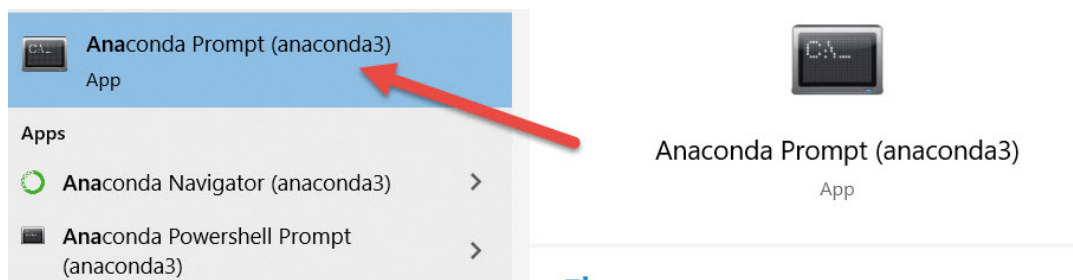 Anaconda Prompt (anaconda3)
App
Apps
Anaconda Navigator (anaconda3)
Anaconda Powershell Prompt
(anaconda3)
C:\_
Anaconda Prompt (anaconda3)
App